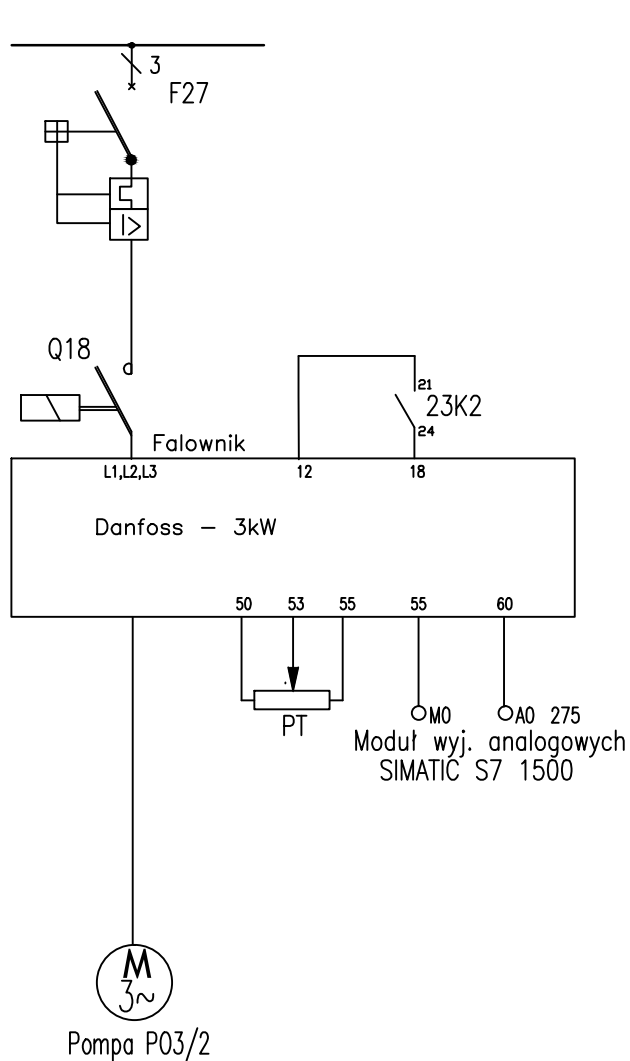 3
F27
I>
Q18
21
23K2
24
Falownik
L1,L2,L3
12
18
Danfoss - 3kW
50
53
55
55
60
PT
M0
A0 275
Moduł wyj. analogowych
SIMATIC S7 1500
M
3~
Pompa P03/2